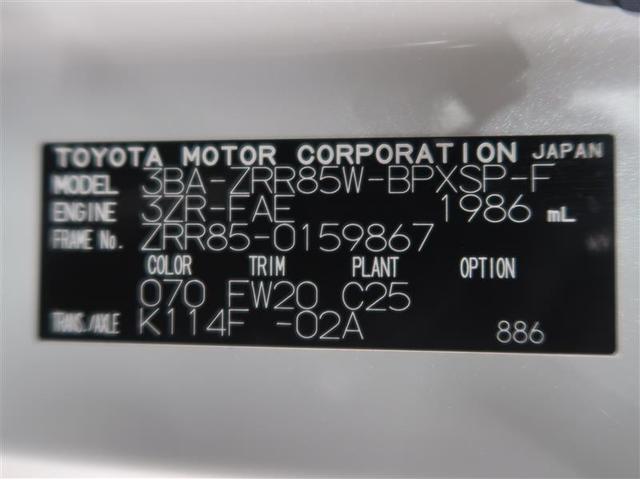 TOYOTA MOTOR CORPORATION JAPAN
MODEL 3BA-ZRR85W-BPXSP-F
ENGINE 3ZR-FAE 1986 mL
FRAME No. ZRR85-0159867
COLOR TRIM PLANT OPTION
070 FW20 C25
TRANS./AXLE K114F -02A 886